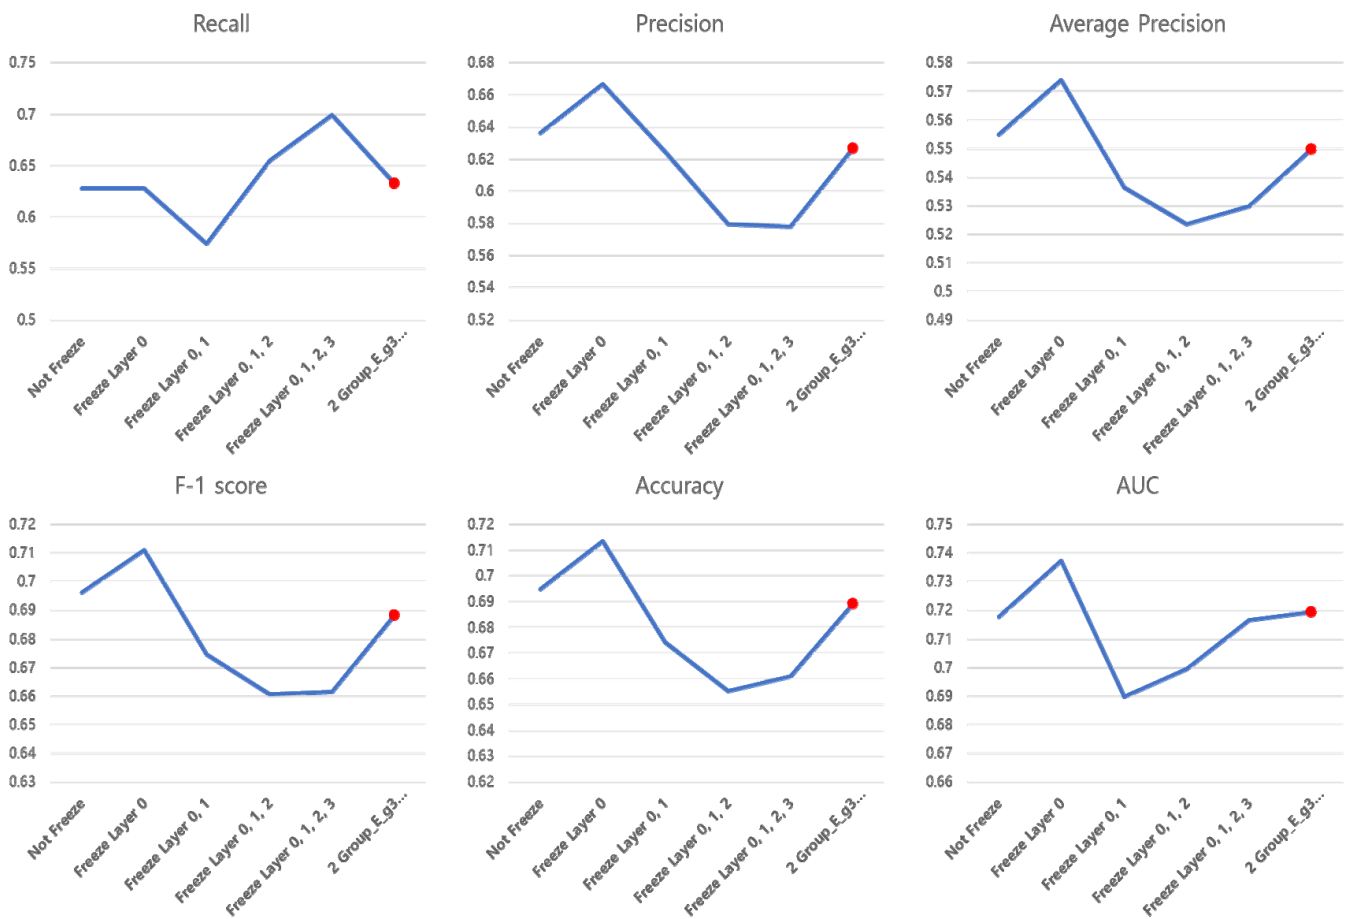 Recall
0.75
0.7
0.65
0.6
0.55
0.5
Not Freeze
Freeze Layer 0
Freeze Layer 0, 1
Freeze Layer 0, 1, 2
Freeze Layer 0, 1, 2, 3
2 Group_E_g3...
Precision
0.68
0.66
0.64
0.62
0.6
0.58
0.56
0.54
0.52
Not Freeze
Freeze Layer 0
Freeze Layer 0, 1
Freeze Layer 0, 1, 2
Freeze Layer 0, 1, 2, 3
2 Group_E_g3...
Average Precision
0.58
0.57
0.56
0.55
0.54
0.53
0.52
0.51
0.5
0.49
Not Freeze
Freeze Layer 0
Freeze Layer 0, 1
Freeze Layer 0, 1, 2
Freeze Layer 0, 1, 2, 3
2 Group_E_g3...
F-1 score
0.72
0.71
0.7
0.69
0.68
0.67
0.66
0.65
0.64
0.63
Not Freeze
Freeze Layer 0
Freeze Layer 0, 1
Freeze Layer 0, 1, 2
Freeze Layer 0, 1, 2, 3
2 Group_E_g3...
Accuracy
0.72
0.71
0.7
0.69
0.68
0.67
0.66
0.65
0.64
0.63
0.62
Not Freeze
Freeze Layer 0
Freeze Layer 0, 1
Freeze Layer 0, 1, 2
Freeze Layer 0, 1, 2, 3
2 Group_E_g3...
AUC
0.75
0.74
0.73
0.72
0.71
0.7
0.69
0.68
0.67
0.66
Not Freeze
Freeze Layer 0
Freeze Layer 0, 1
Freeze Layer 0, 1, 2
Freeze Layer 0, 1, 2, 3
2 Group_E_g3...